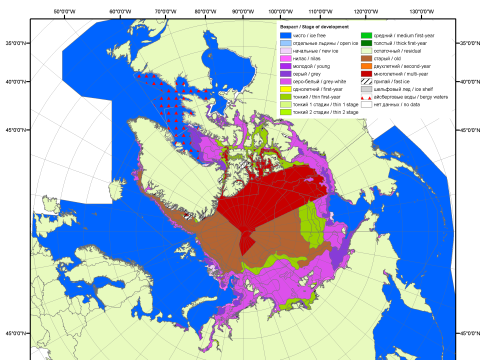 50°0'0"W 60°0'0"W 70°0'0"W 80°0'0"W 90°0'0"W 100°0'0"W 110°0'0"W 120°0'0"W 130°0'0"W
Возраст / Stage of development
чисто / ice free
отдельные льдины / open ice
начальные / new ice
нилас / nilas
молодой / young
серый / grey
серо-белый / grey-white
однолетний / first-year
тонкий / thin first-year
тонкий 1 стадии / thin 1 stage
тонкий 2 стадии / thin 2 stage
средний / medium first-year
толстый / thick first-year
остаточный / residual
старый / old
двухлетний / second-year
многолетний / multi-year
припай / fast ice
шельфовый лед / ice shelf
айсберговые воды / bergy waters
нет данных / no data
35°0'0"N 35°0'0"N
40°0'0"N 40°0'0"N
45°0'0"N 45°0'0"N
45°0'0"N 45°0'0"N